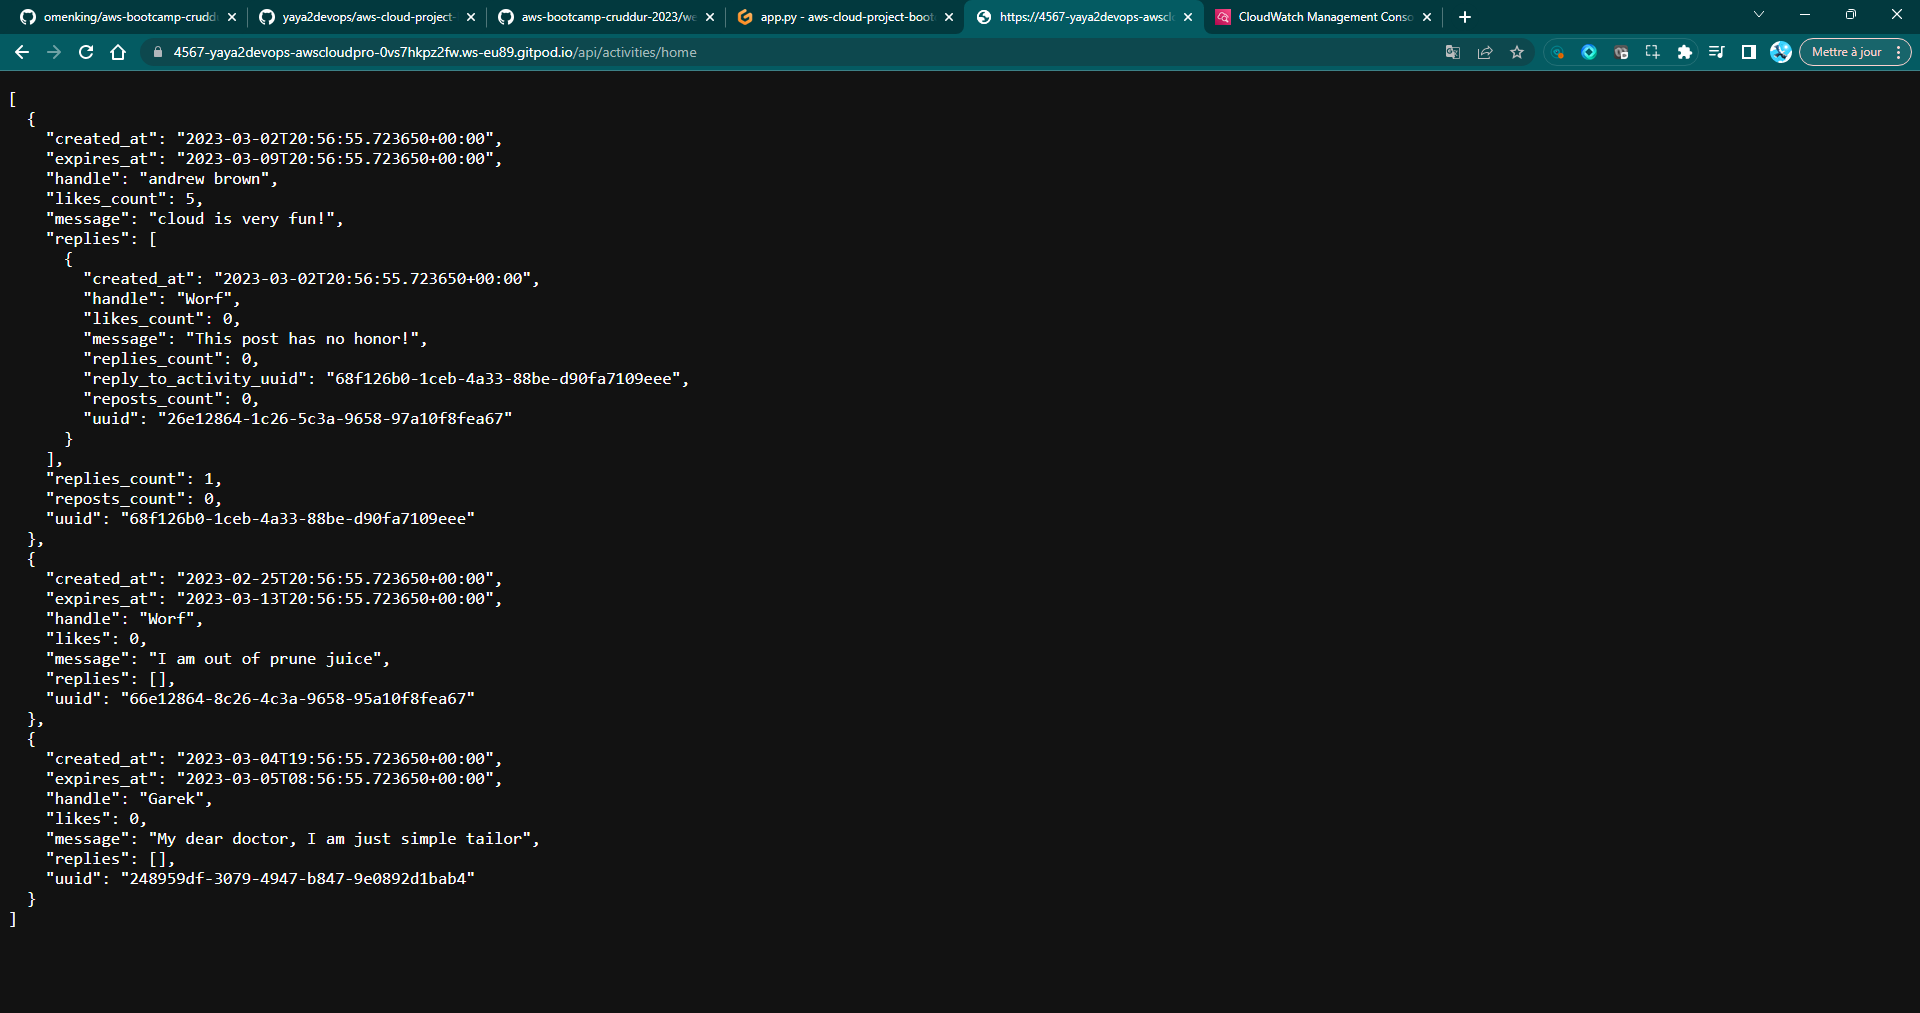 omenking/aws-bootcamp-crudd
yaya2devops/aws-cloud-project-
aws-bootcamp-cruddur-2023/we
app.py - aws-cloud-project-boot
https://4567-yaya2devops-awscl
CloudWatch Management Conso
4567-yaya2devops-awscloudpro-0vs7hkpz2fw.ws-eu89.gitpod.io/api/activities/home
Mettre à jour
[
{
"created_at": "2023-03-02T20:56:55.723650+00:00",
"expires_at": "2023-03-09T20:56:55.723650+00:00",
"handle": "andrew brown",
"likes_count": 5,
"message": "cloud is very fun!",
"replies": [
{
"created_at": "2023-03-02T20:56:55.723650+00:00",
"handle": "Worf",
"likes_count": 0,
"message": "This post has no honor!",
"replies_count": 0,
"reply_to_activity_uuid": "68f126b0-1ceb-4a33-88be-d90fa7109eee",
"reposts_count": 0,
"uuid": "26e12864-1c26-5c3a-9658-97a10f8fea67"
}
],
"replies_count": 1,
"reposts_count": 0,
"uuid": "68f126b0-1ceb-4a33-88be-d90fa7109eee"
},
{
"created_at": "2023-02-25T20:56:55.723650+00:00",
"expires_at": "2023-03-13T20:56:55.723650+00:00",
"handle": "Worf",
"likes": 0,
"message": "I am out of prune juice",
"replies": [],
"uuid": "66e12864-8c26-4c3a-9658-95a10f8fea67"
},
{
"created_at": "2023-03-04T19:56:55.723650+00:00",
"expires_at": "2023-03-05T08:56:55.723650+00:00",
"handle": "Garek",
"likes": 0,
"message": "My dear doctor, I am just simple tailor",
"replies": [],
"uuid": "248959df-3079-4947-b847-9e0892d1bab4"
}
]